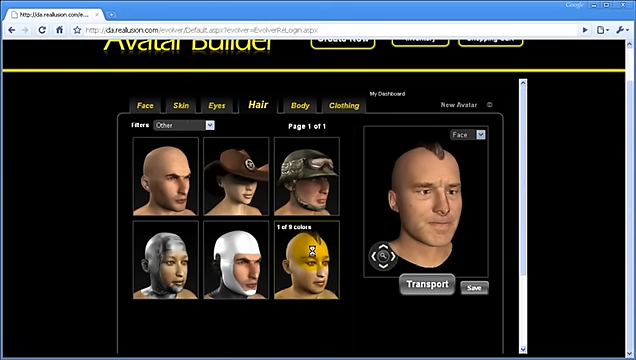 Google
http://da.reallusion.com/e...
http://da.reallusion.com/evolver/Default.aspx?evolver=EvolverReLogin.aspx
Avatar Builder
Create New
Inventory
Shopping Cart
My Dashboard
Face Skin Eyes Hair Body Clothing
New Avatar
Filters Other Page 1 of 1
Face
1 of 9 colors
Transport
Save